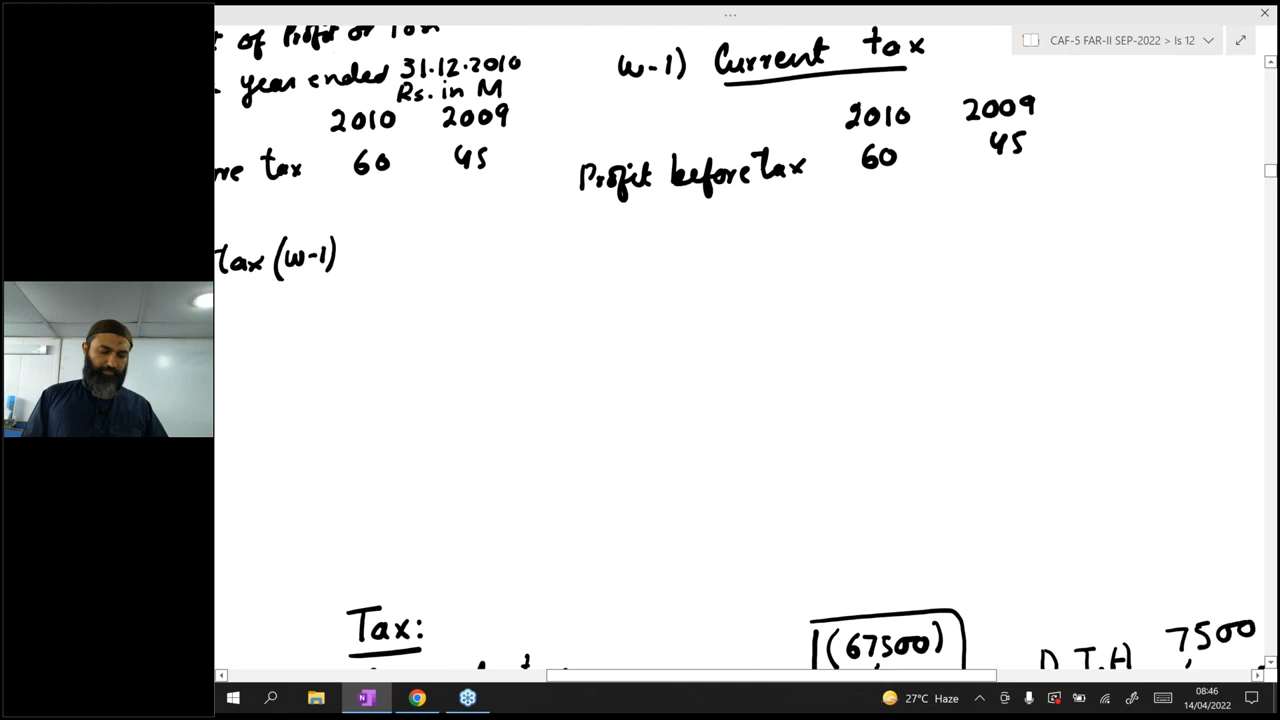 CAF-5 FAR-II SEP-2022 > Is 12
of Profit or loss
year ended 31.12.2010
Rs. in M
2010 2009
tax 60 45
tax (w-1)
w-1) Current tax
2010 2009
Profit before tax 60 45
Tax:
(67500)
D.T.A 7500
27°C Haze
08:46
14/04/2022